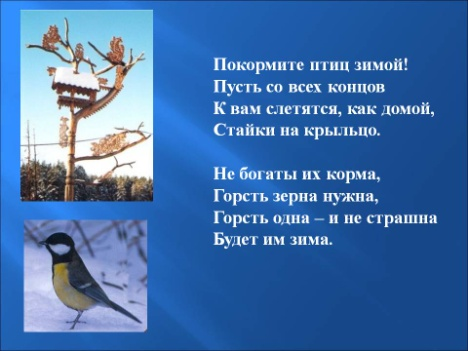 Покормите птиц зимой!
Пусть со всех концов
К вам слетятся, как домой,
Стайки на крыльцо.

Не богаты их корма,
Горсть зерна нужна,
Горсть одна – и не страшна
Будет им зима.